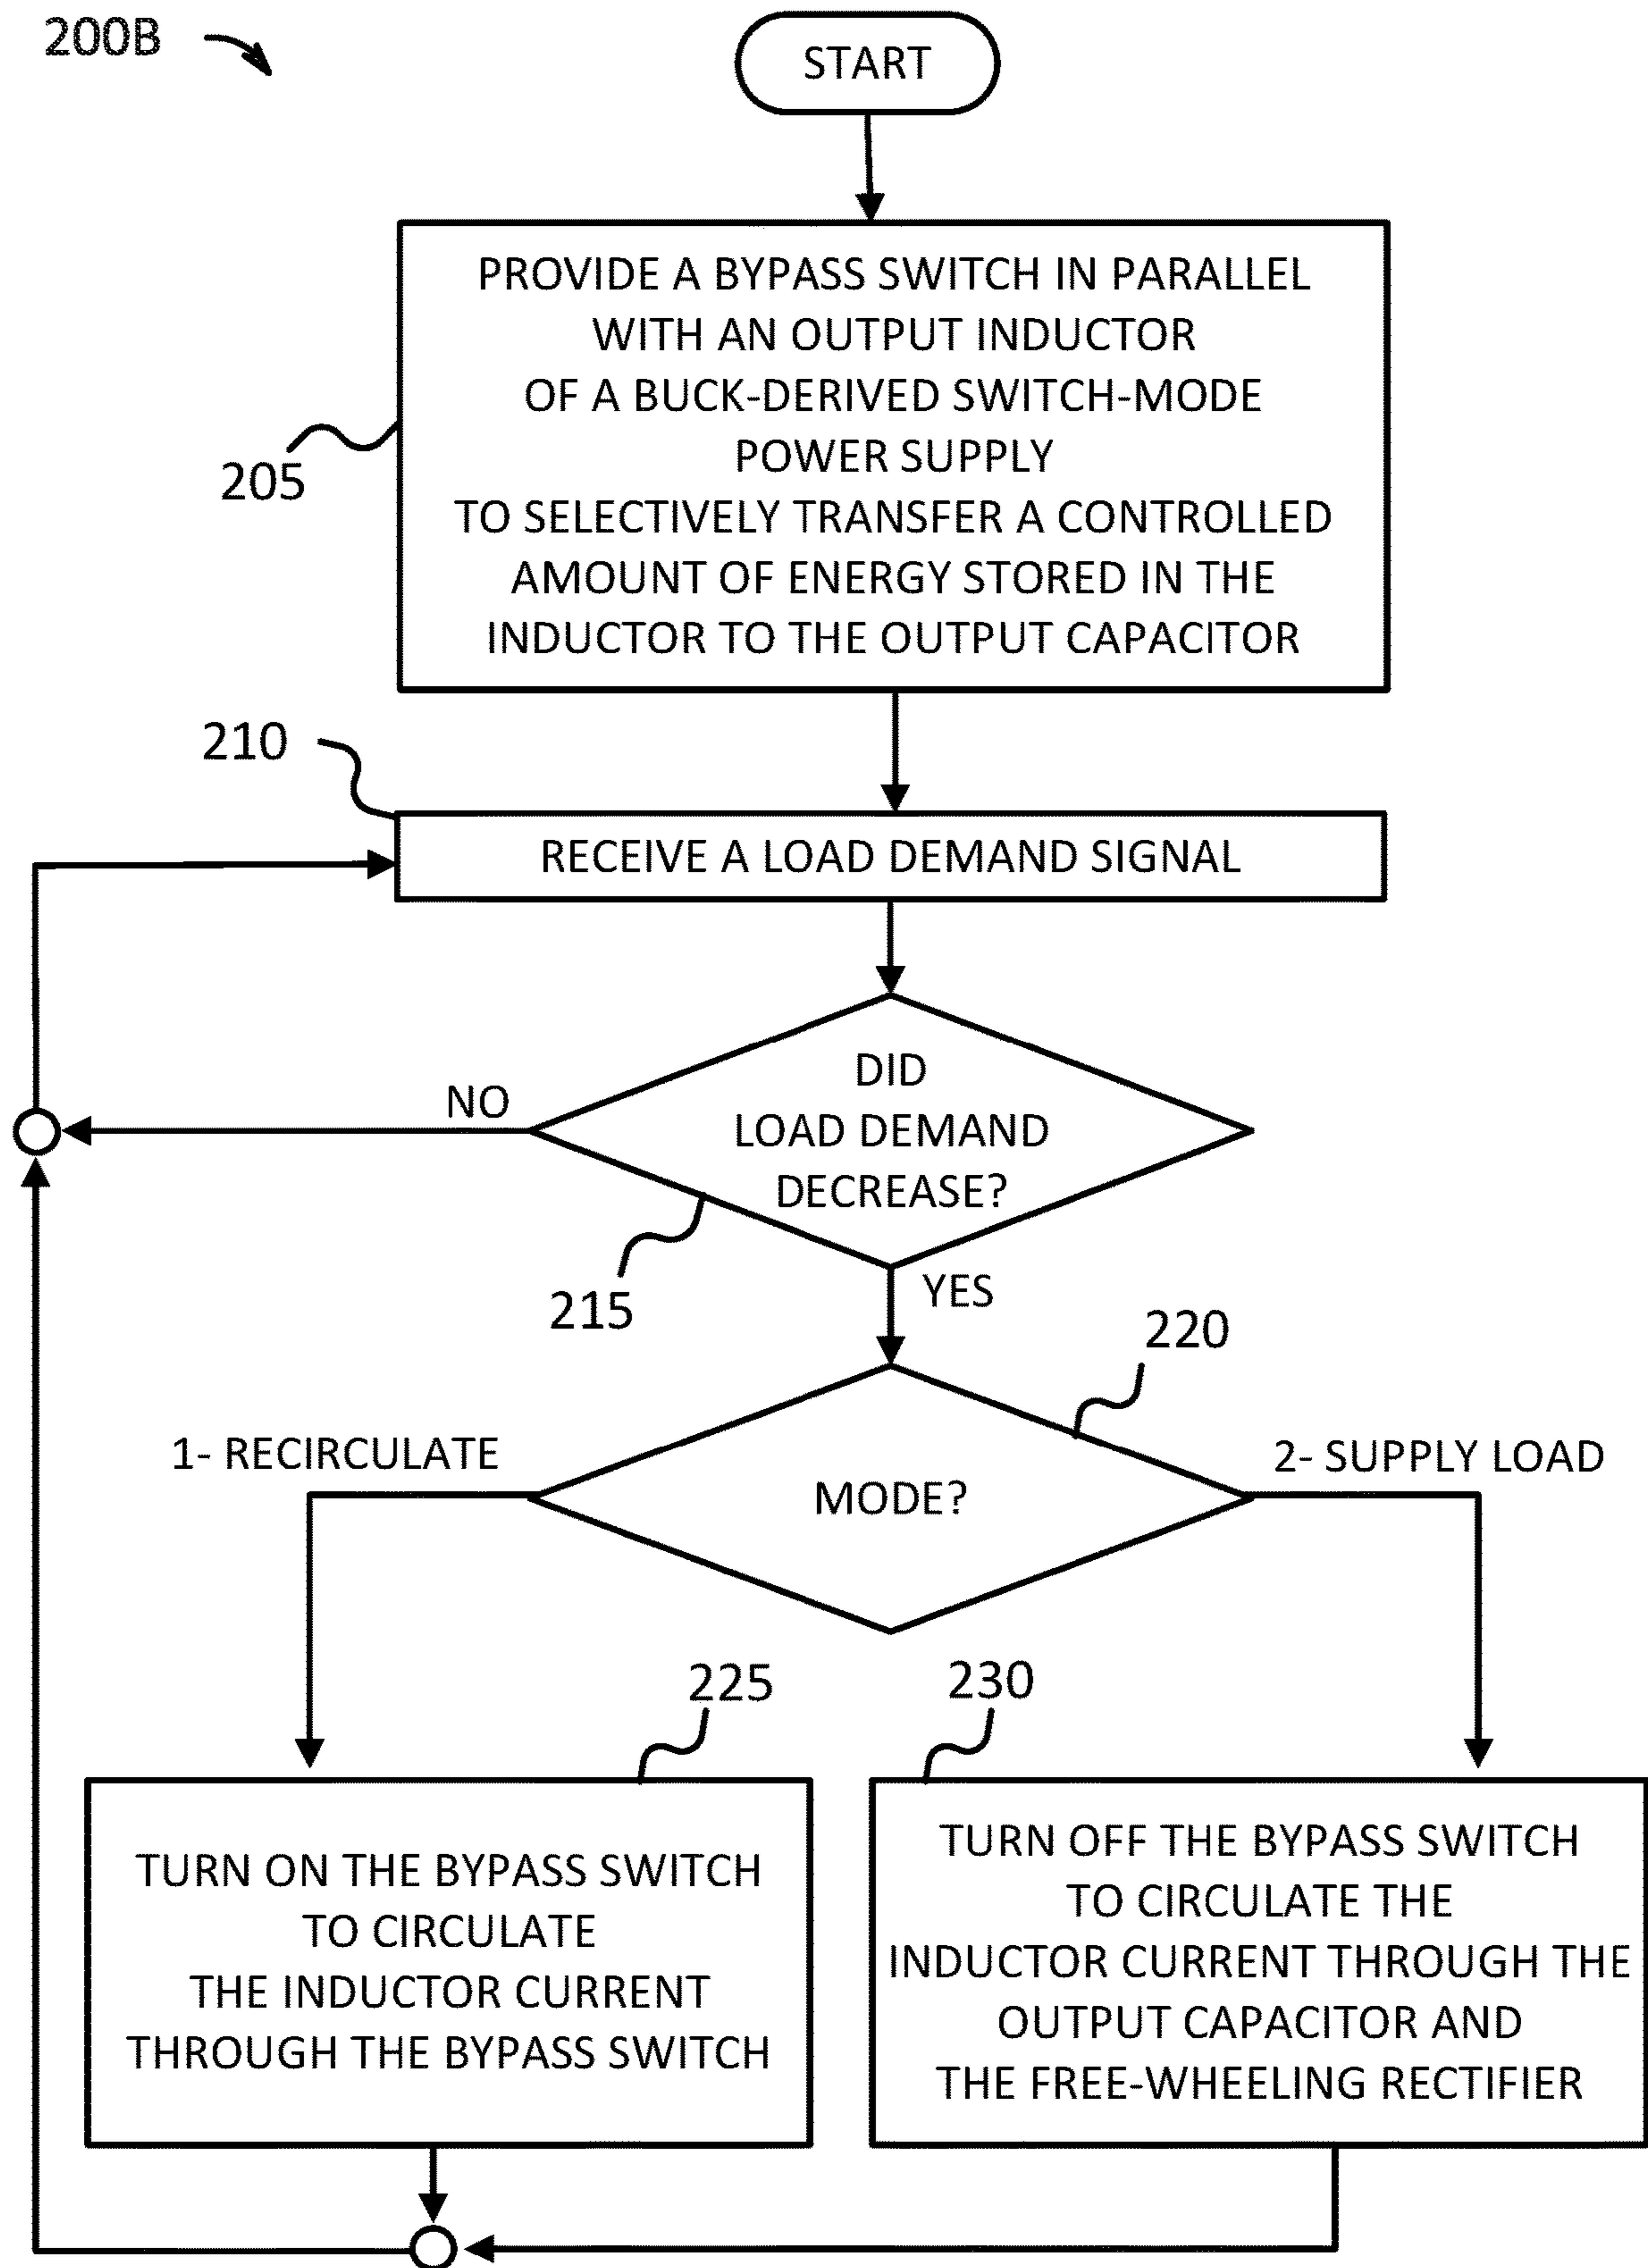 200B
START
PROVIDE A BYPASS SWITCH IN PARALLEL
WITH AN OUTPUT INDUCTOR
OF A BUCK-DERIVED SWITCH-MODE
POWER SUPPLY
TO SELECTIVELY TRANSFER A CONTROLLED
AMOUNT OF ENERGY STORED IN THE
INDUCTOR TO THE OUTPUT CAPACITOR
205
210
RECEIVE A LOAD DEMAND SIGNAL
DID
LOAD DEMAND
DECREASE?
NO
215
YES
220
1- RECIRCULATE
MODE?
2- SUPPLY LOAD
225
230
TURN ON THE BYPASS SWITCH
TO CIRCULATE
THE INDUCTOR CURRENT
THROUGH THE BYPASS SWITCH
TURN OFF THE BYPASS SWITCH
TO CIRCULATE THE
INDUCTOR CURRENT THROUGH THE
OUTPUT CAPACITOR AND
THE FREE-WHEELING RECTIFIER